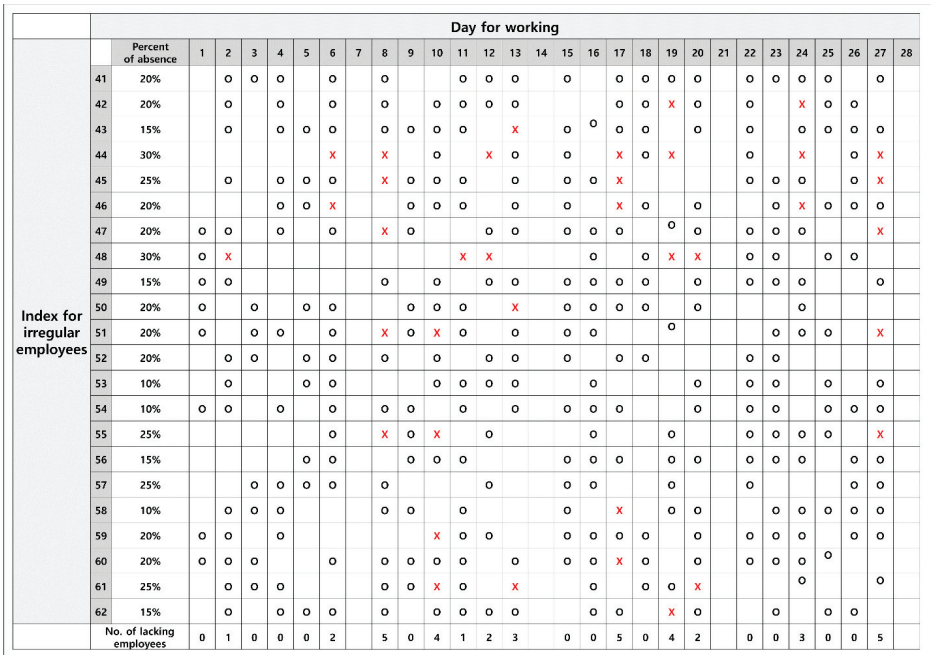 Day for working
Percent of absence 1 2 3 4 5 6 7 8 9 10 11 12 13 14 15 16 17 18 19 20 21 22 23 24 25 26 27 28
Index for irregular employees
41 20% O O O O O O O O O O O O O O O O O O
42 20% O O O O O O O O O O X O O X O O
43 15% O O O O O O O O X O O O O O O O O O O
44 30% X X O X O O X O X O X O X
45 25% O O O O X O O O O O O X O O O O X
46 20% O O X O O O O O X O O O X O O O
47 20% O O O O X O O O O O O O O O O O X
48 30% O X X X O O X X O O O O
49 15% O O O O O O O O O O O O O O O
50 20% O O O O O O O X O O O O O O
51 20% O O O O X O X O O O O O O O O X
52 20% O O O O O O O O O O O O O
53 10% O O O O O O O O O O O O O
54 10% O O O O O O O O O O O O O O O O O
55 25% O X O X O O O O O O O X
56 15% O O O O O O O O O O O O O O
57 25% O O O O O O O O O O O O
58 10% O O O O O O O X O O O O O O O
59 20% O O O X O O O O O O O O O O O O
60 20% O O O O O O O O O O O X O O O O O O
61 25% O O O O O X O X O O O X O O
62 15% O O O O O O O O O O O X O O O O
No. of lacking employees 0 1 0 0 0 2 5 0 4 1 2 3 0 0 5 0 4 2 0 0 3 0 0 5